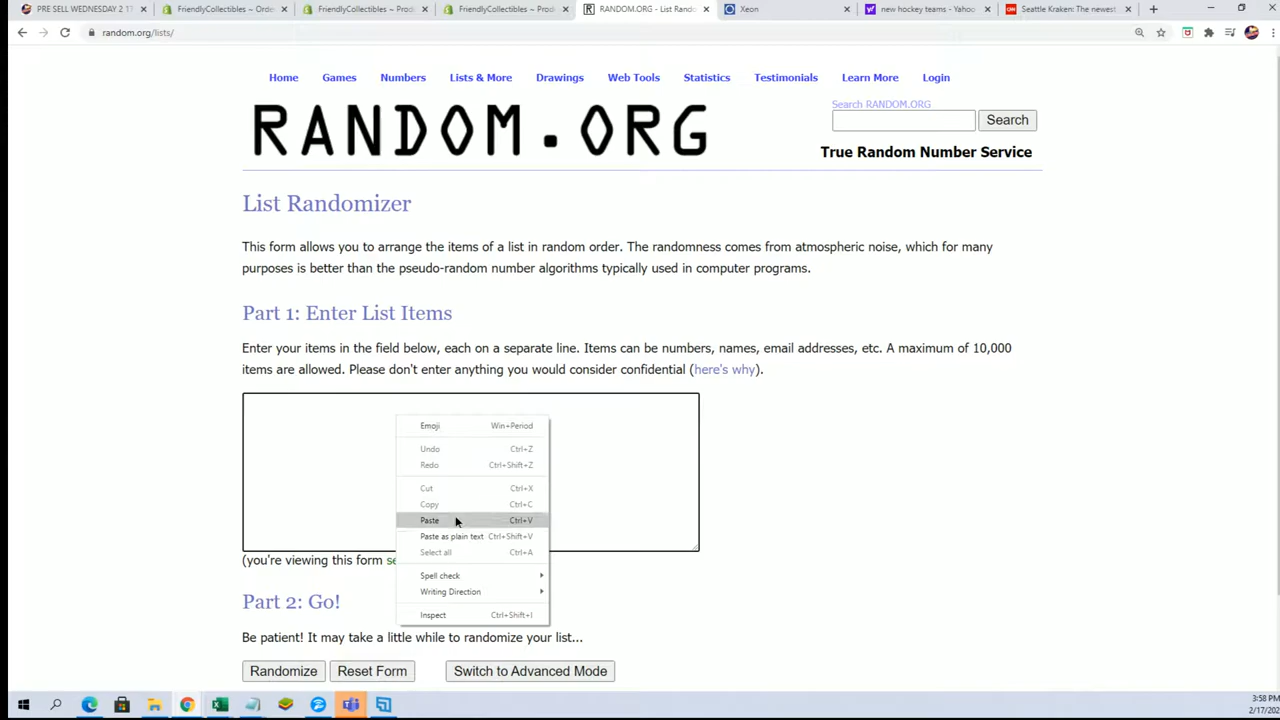 PRE SELL WEDNESDAY 2 17
FriendlyCollectibles ~ Orde
FriendlyCollectibles ~ Prod
FriendlyCollectibles ~ Prod
RANDOM.ORG - List Rando
Xeon
new hockey teams - Yahoo
Seattle Kraken: The newest
random.org/lists/
Home Games Numbers Lists & More Drawings Web Tools Statistics Testimonials Learn More Login
RANDOM.ORG
Search RANDOM.ORG
Search
True Random Number Service
List Randomizer
This form allows you to arrange the items of a list in random order. The randomness comes from atmospheric noise, which for many
purposes is better than the pseudo-random number algorithms typically used in computer programs.
Part 1: Enter List Items
Enter your items in the field below, each on a separate line. Items can be numbers, names, email addresses, etc. A maximum of 10,000
items are allowed. Please don't enter anything you would consider confidential (here's why).
Emoji Win+Period
Undo Ctrl+Z
Redo Ctrl+Shift+Z
Cut Ctrl+X
Copy Ctrl+C
Paste Ctrl+V
Paste as plain text Ctrl+Shift+V
Select all Ctrl+A
Spell check
Writing Direction
Inspect Ctrl+Shift+I
(you're viewing this form se
Part 2: Go!
Be patient! It may take a little while to randomize your list...
Randomize Reset Form Switch to Advanced Mode
3:58 PM
2/17/202